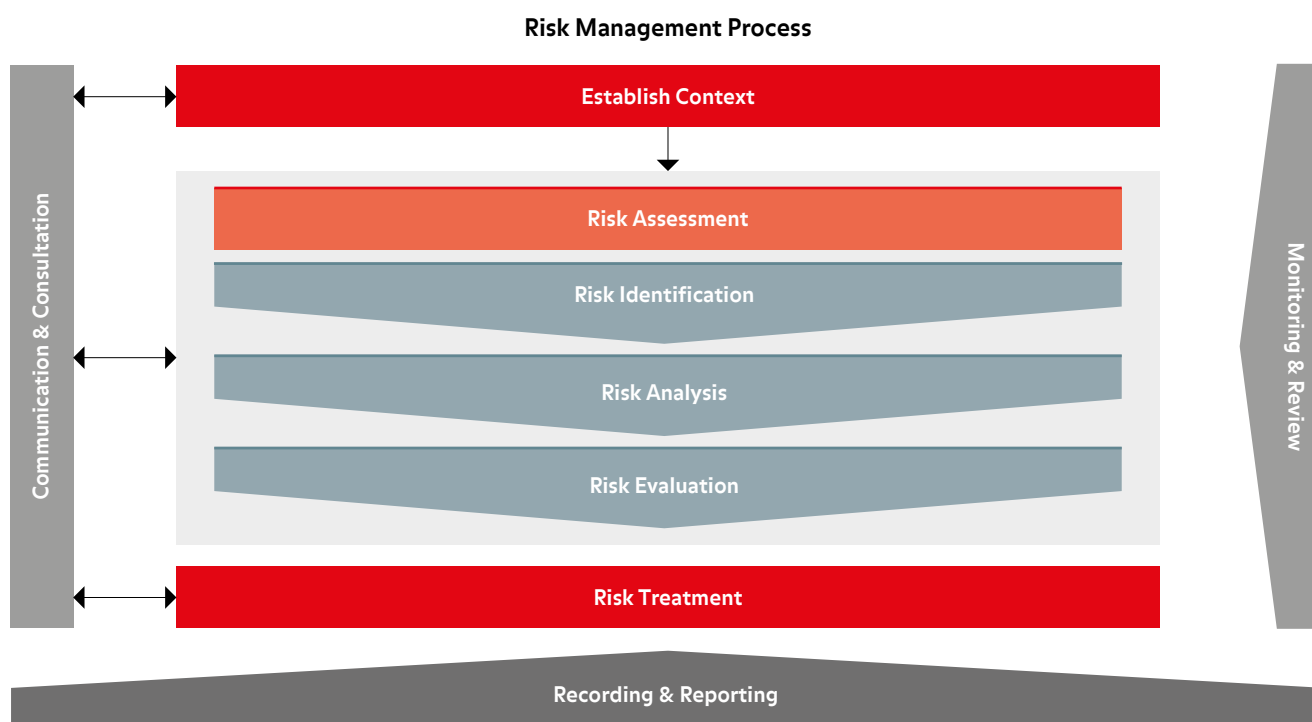 Risk Management Process
Establish Context
Communication & Consultation
Risk Assessment
Risk Identification
Risk Analysis
Risk Evaluation
Monitoring & Review
Risk Treatment
Recording & Reporting